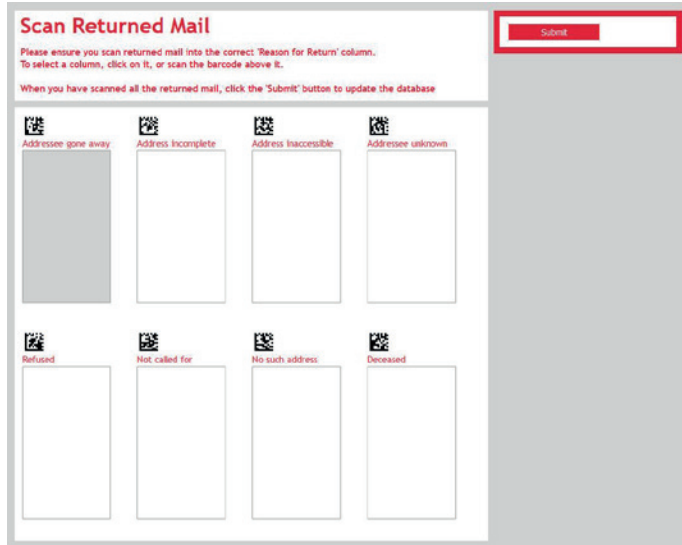 Scan Returned Mail
Submit
Please ensure you scan returned mail into the correct 'Reason for Return' column.
To select a column, click on it, or scan the barcode above it.
When you have scanned all the returned mail, click the 'Submit' button to update the database
Addressee gone away
Address Incomplete
Address Inaccessible
Addressee unknown
Refused
Not called for
No such address
Deceased